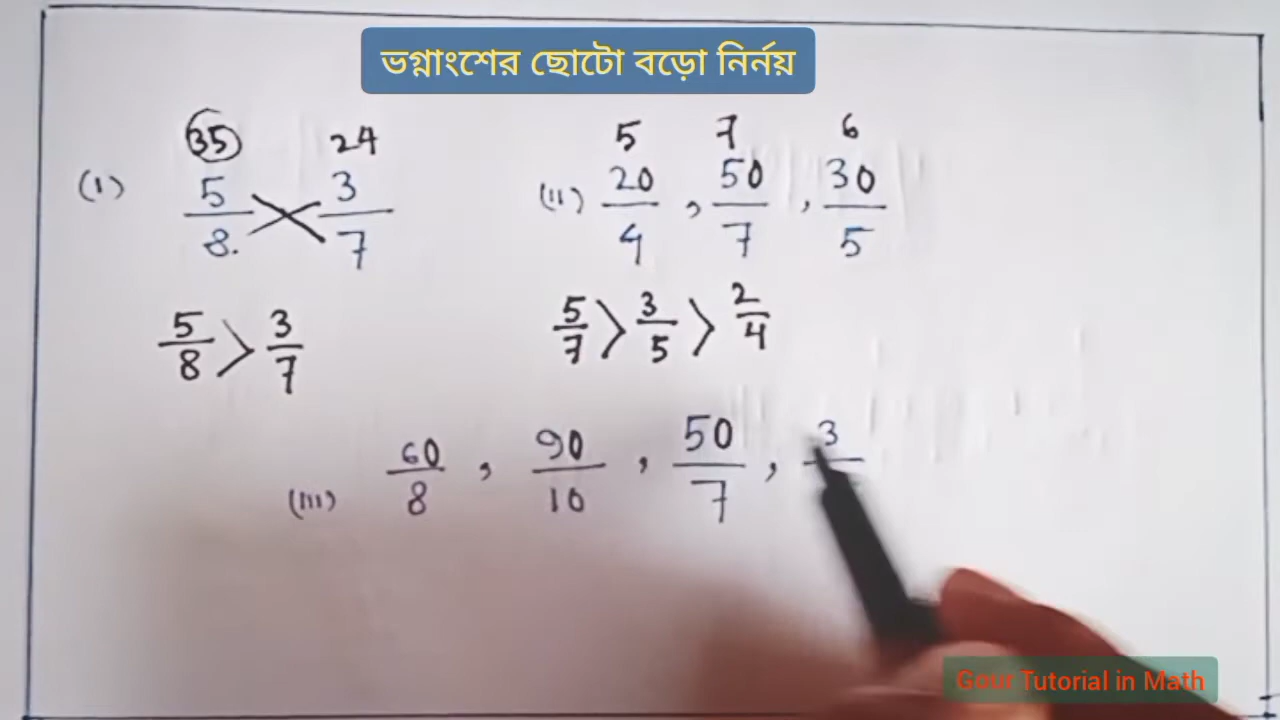 ভগ্নাংশের ছোটো বড়ো নির্নয়
35 24
(I) 5/8. 3/7
5 7 6
(II) 20/4 , 50/7 , 30/5
5/8 > 3/7
5/7 > 3/5 > 2/4
(III) 60/8 , 90/10 , 50/7 , 3
Gour Tutorial in Math